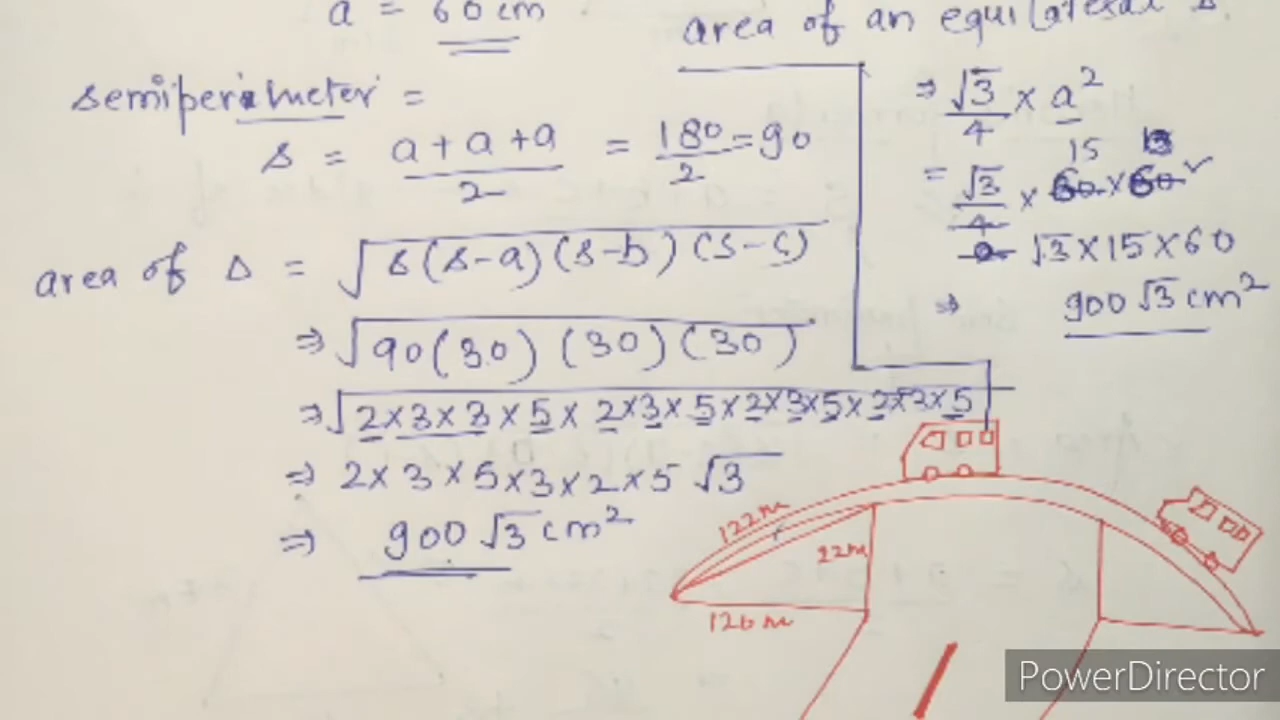 a = 60 cm
semiperimeter =
s = a + a + a / 2 = 180 / 2 = 90
area of Δ = √s(s-a)(s-b)(s-c)
⇒ √90(30) (30) (30)
⇒ √2×3×3×5×2×3×5×2×3×5×2×3×5
⇒ 2×3×5×3×2×5 √3
⇒ 900 √3 cm²
area of an equilateral Δ
⇒ √3 / 4 × a²
15
= √3 / 4 × 60 × 60 ✓
√3×15×60
⇒ 900 √3 cm²
122m
22m
120m
PowerDirector